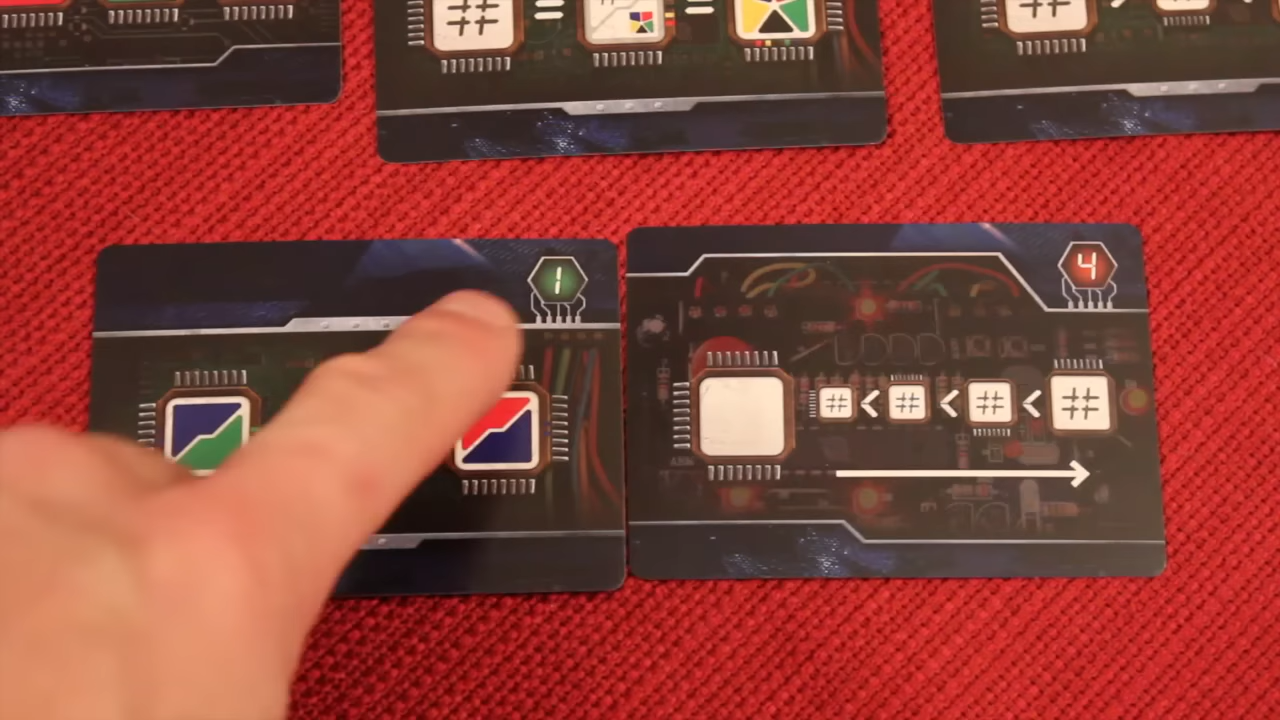 ## = = 
## ##
1
4
## < ## < ## < ##